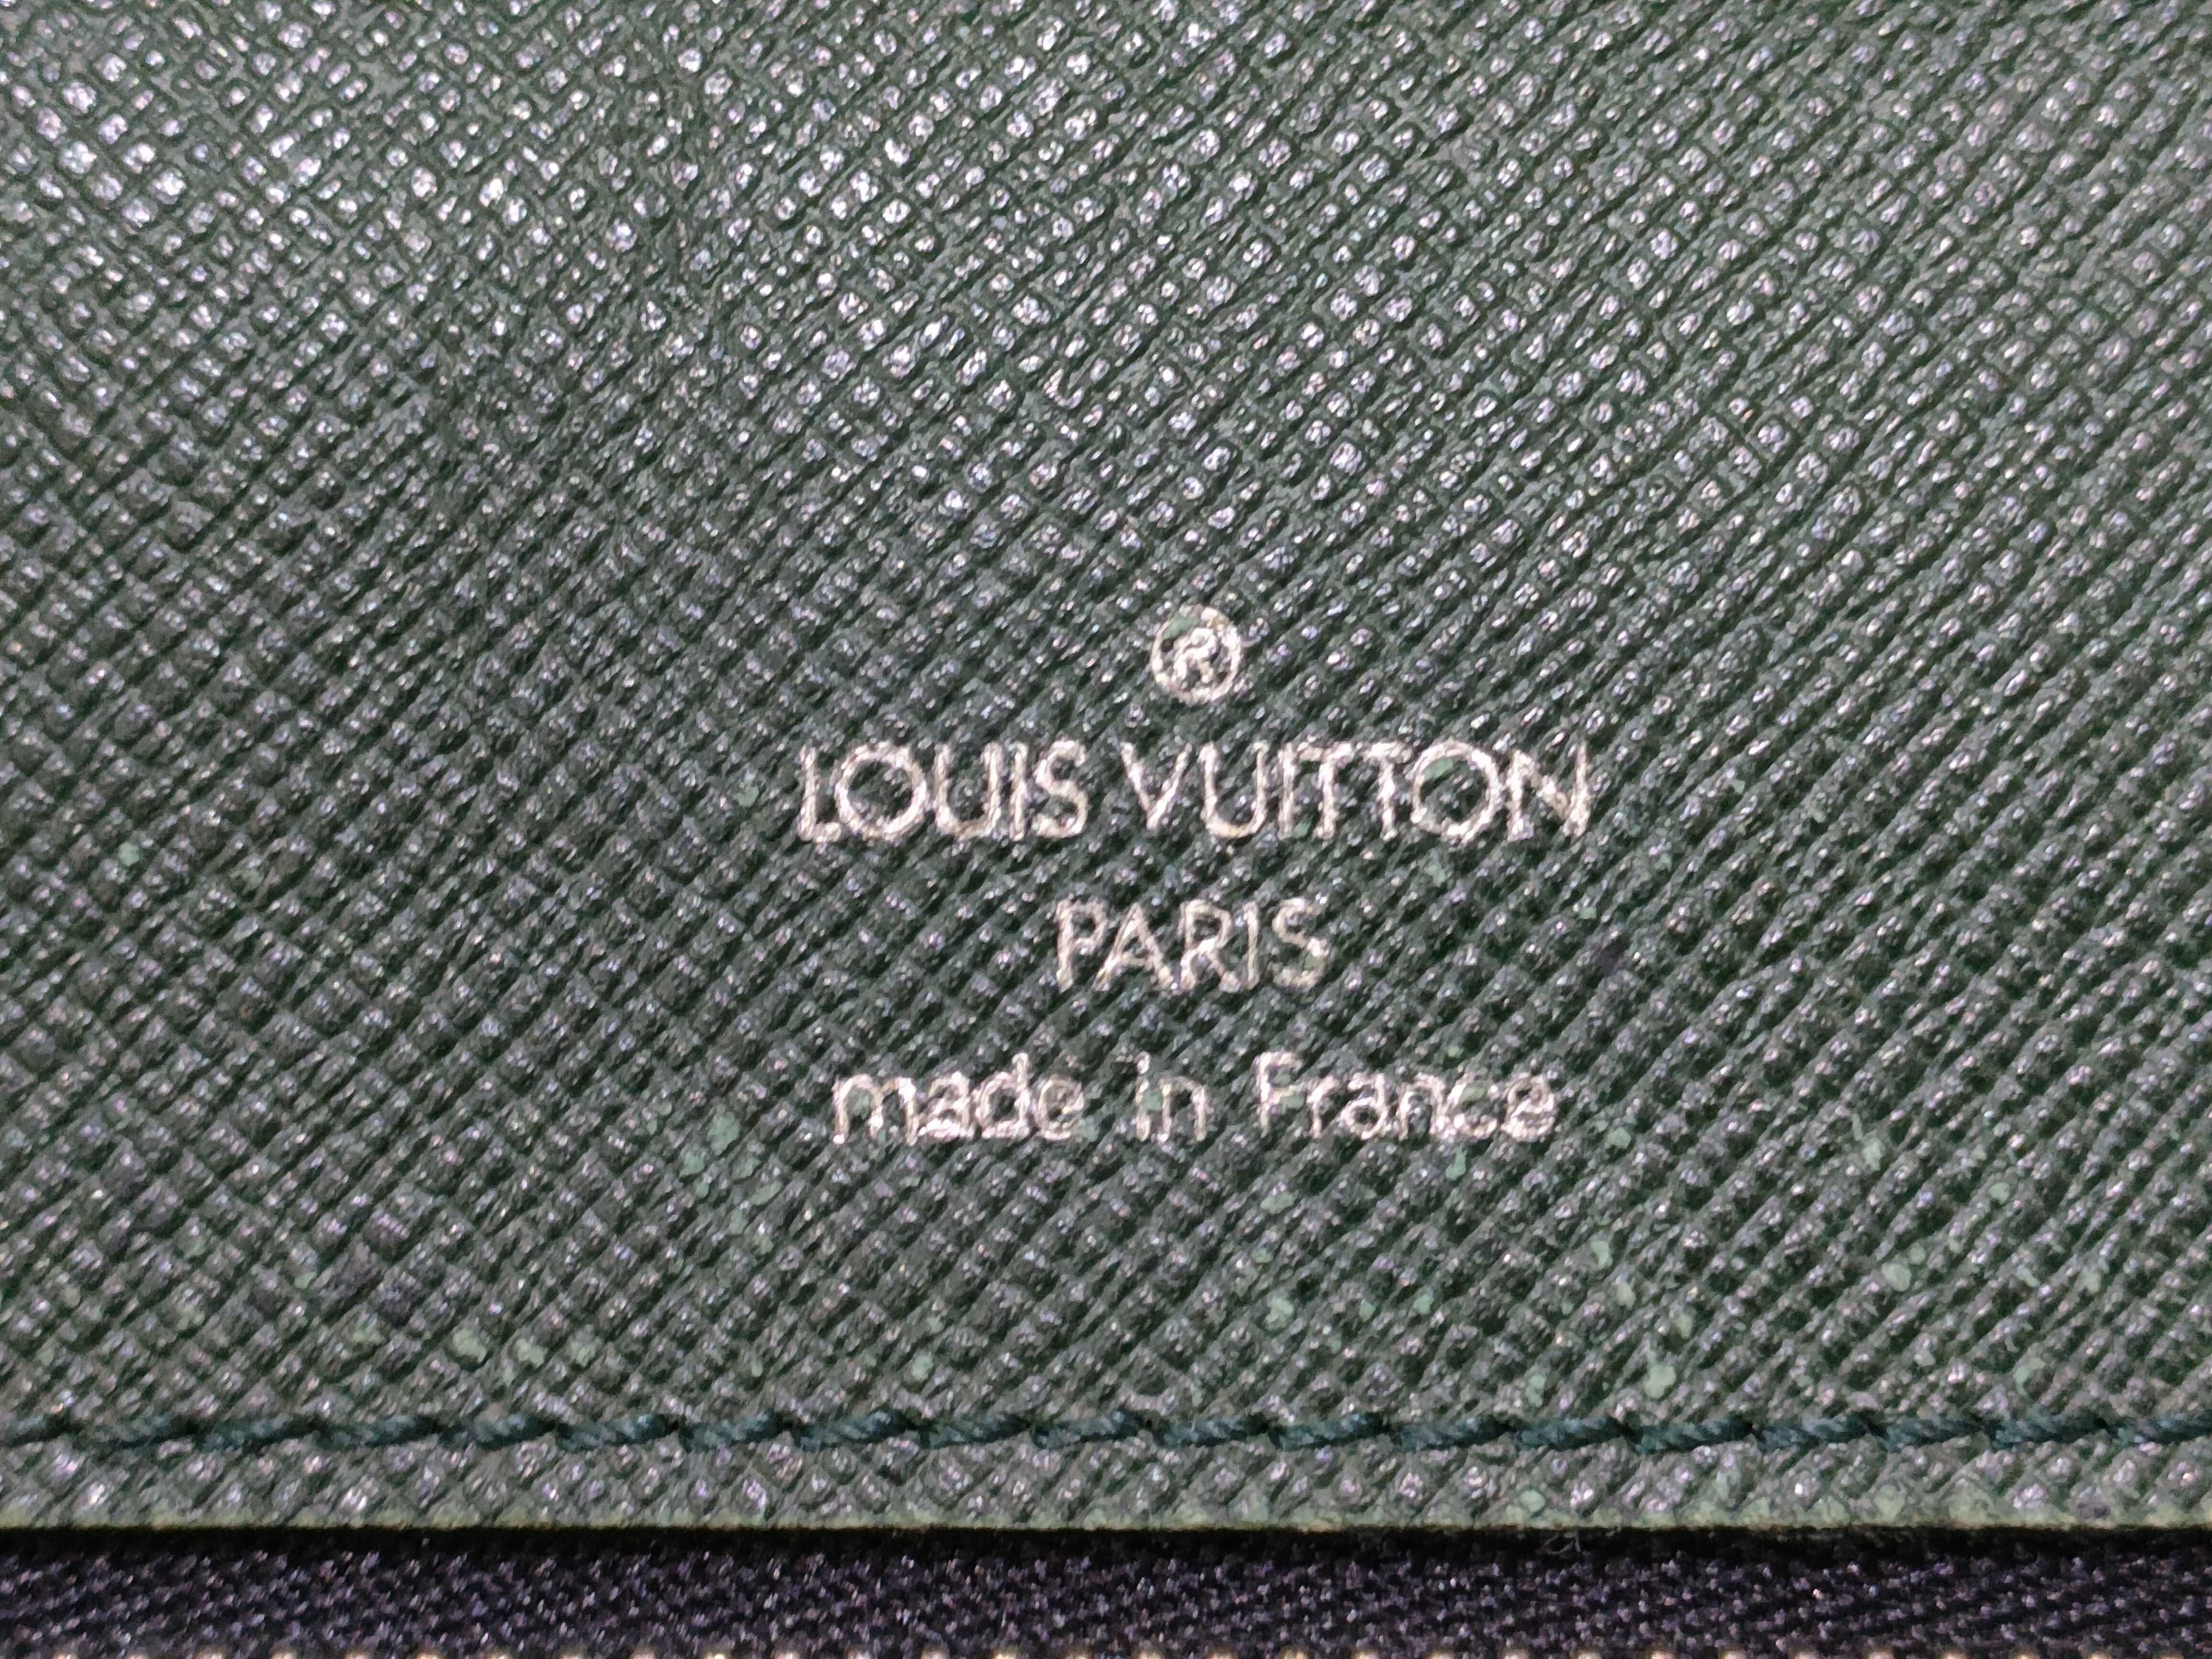 ®
LOUIS VUITTON
PARIS
made in France